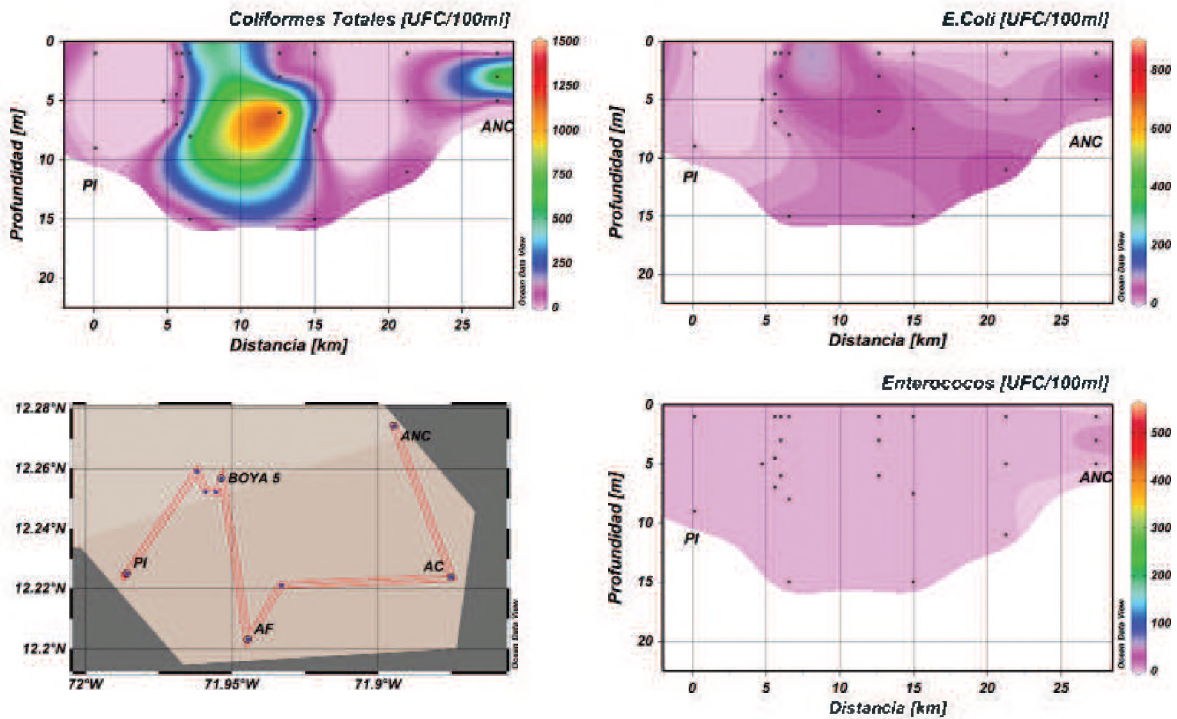 Coliformes Totales [UFC/100ml]
Profundidad [m]
0
5
10
15
20
0 5 10 15 20 25
Distancia [km]
PI
ANC
1500
1250
1000
750
500
250
0
Ocean Data View
E.Coli [UFC/100ml]
Profundidad [m]
0
5
10
15
20
0 5 10 15 20 25
Distancia [km]
PI
ANC
800
600
400
200
0
Ocean Data View
12.28°N
12.26°N
12.24°N
12.22°N
12.2°N
72°W 71.95°W 71.9°W
ANC
BOYA 5
PI
AC
AF
Ocean Data View
Enterococos [UFC/100ml]
Profundidad [m]
0
5
10
15
20
0 5 10 15 20 25
Distancia [km]
PI
ANC
500
400
300
200
100
0
Ocean Data View